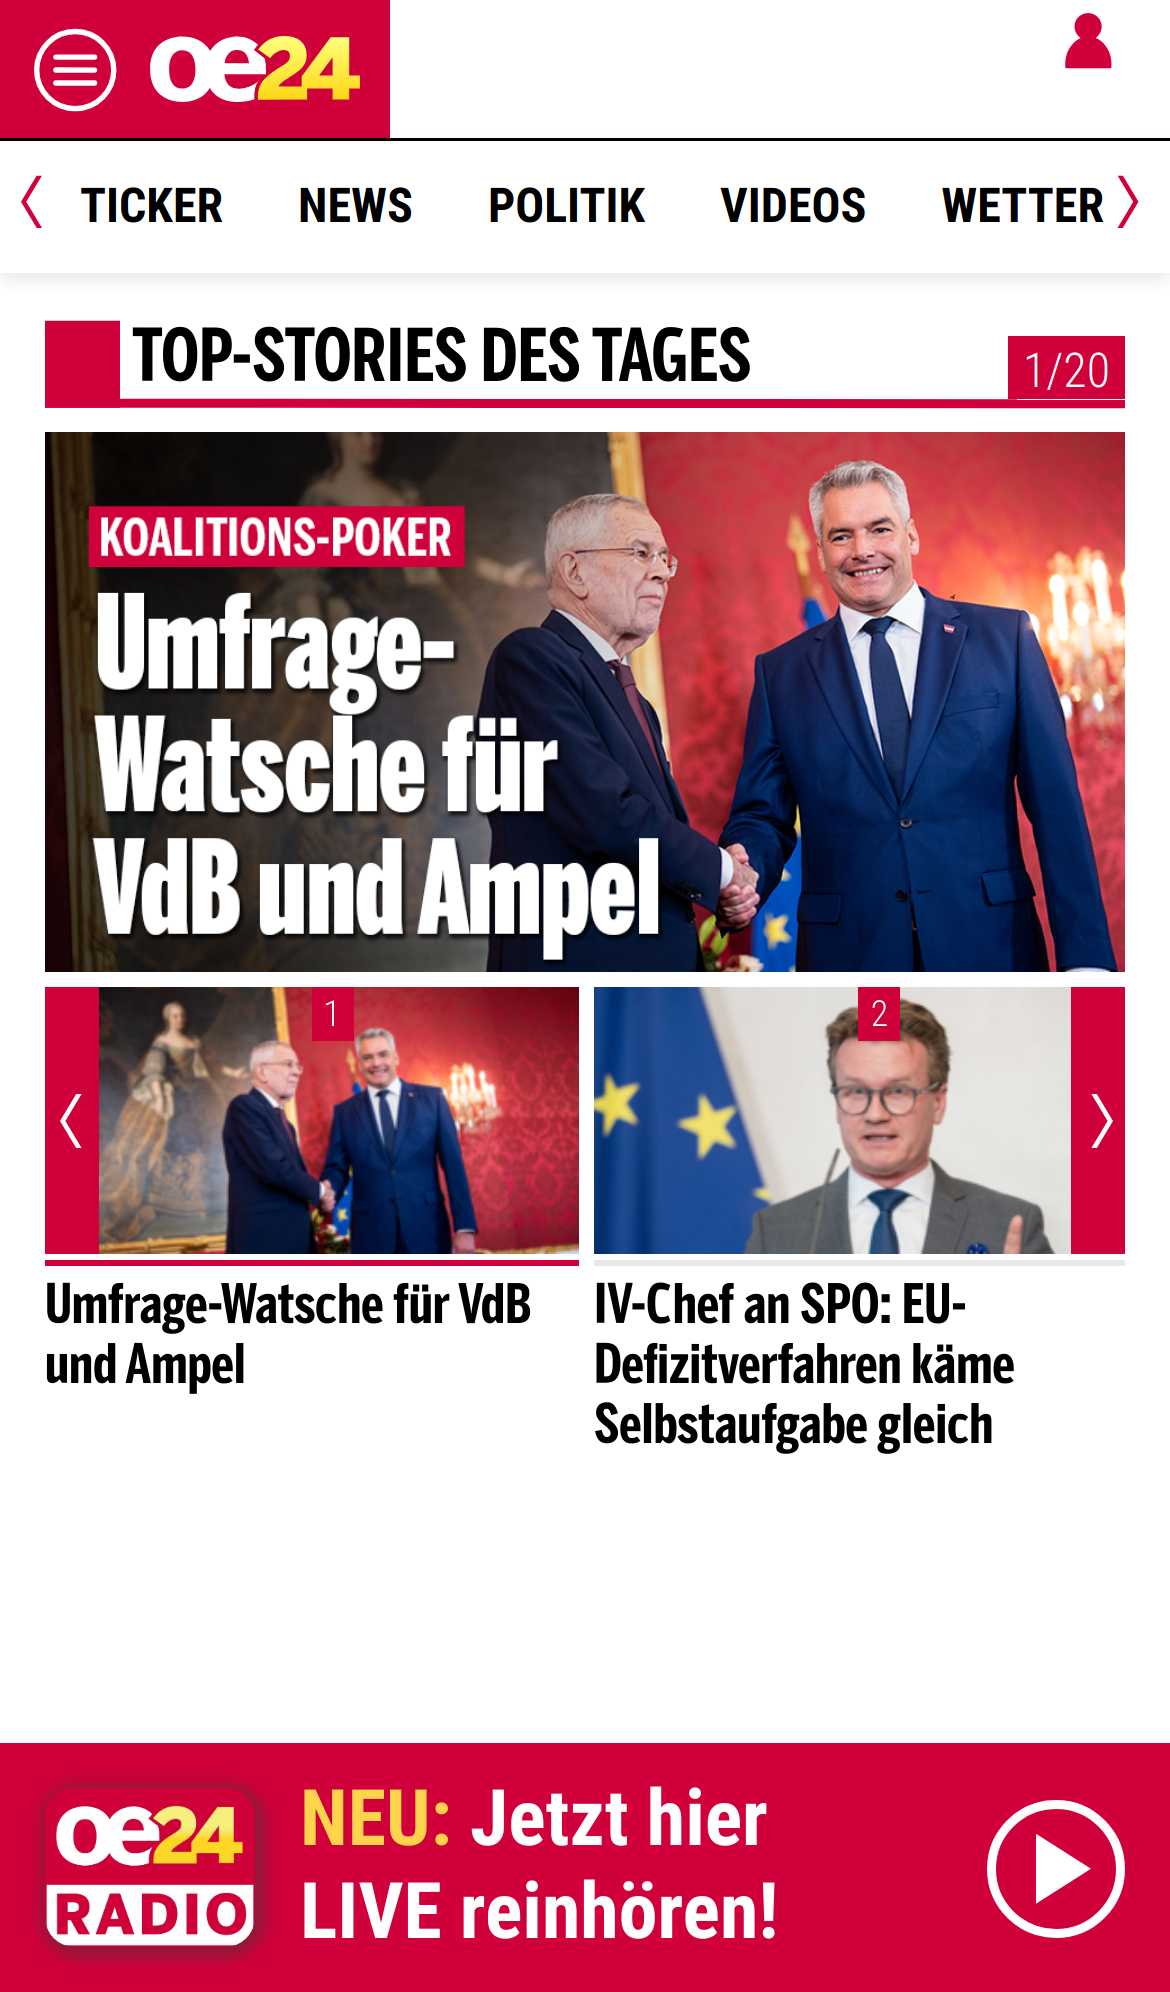 oe24
TICKER NEWS POLITIK VIDEOS WETTER
TOP-STORIES DES TAGES
1/20
KOALITIONS-POKER
Umfrage-
Watsche für
VdB und Ampel
1
Umfrage-Watsche für VdB
und Ampel
2
IV-Chef an SPO: EU-
Defizitverfahren käme
Selbstaufgabe gleich
oe24
RADIO
NEU: Jetzt hier
LIVE reinhören!